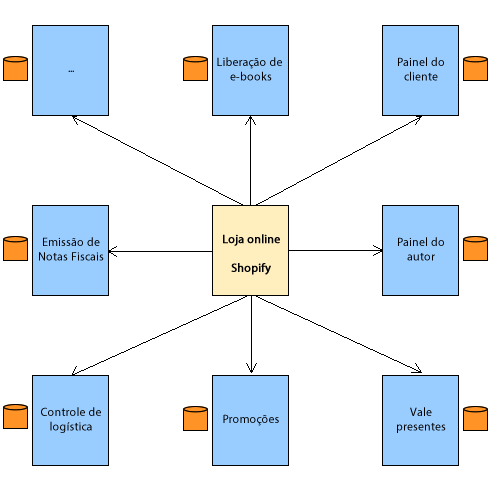 ...
Liberação de
e-books
Painel do
cliente
Emissão de
Notas Fiscais
Loja online
Shopify
Painel do
autor
Controle de
logística
Promoções
Vale
presentes